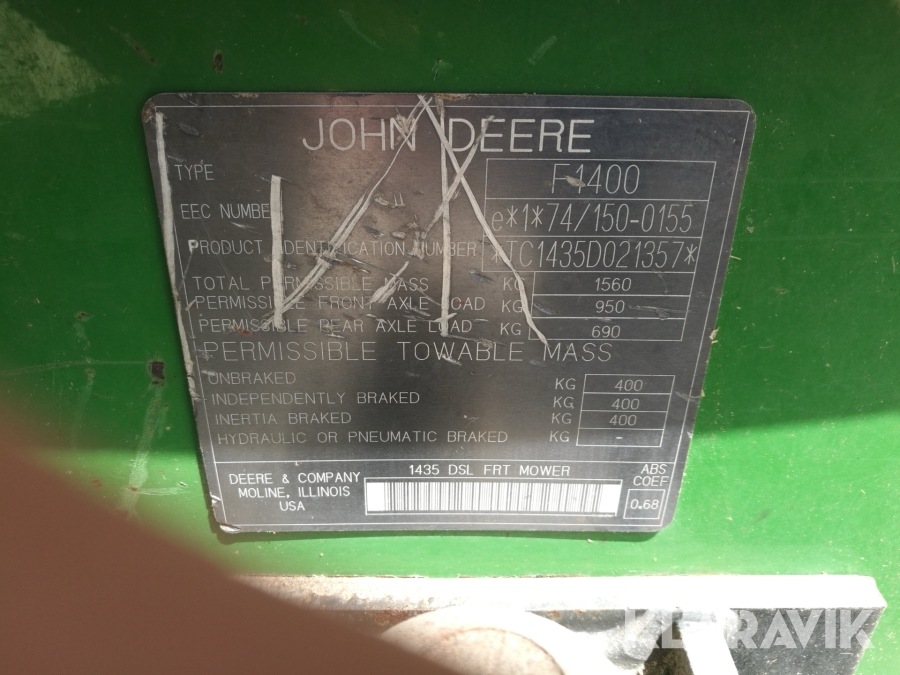 JOHN DEERE
TYPE F1400
EEC NUMBER e*1*74/150-0155
PRODUCT IDENTIFICATION NUMBER *TC1435D021357*
TOTAL PERMISSIBLE MASS KG 1560
PERMISSIBLE FRONT AXLE LOAD KG 950
PERMISSIBLE REAR AXLE LOAD KG 690
PERMISSIBLE TOWABLE MASS
UNBRAKED KG 400
INDEPENDENTLY BRAKED KG 400
INERTIA BRAKED KG 400
HYDRAULIC OR PNEUMATIC BRAKED KG -
DEERE & COMPANY
MOLINE, ILLINOIS
USA
1435 DSL FRT MOWER
ABS
COEF
0.68
KLARAVIK